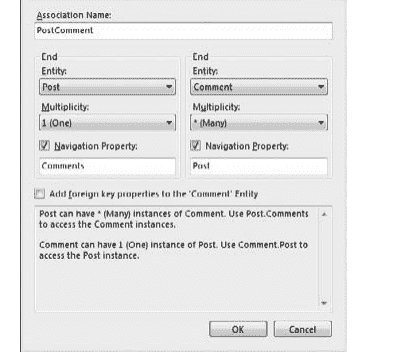 Association Name:
PostComment
End End
Entity: Entity:
Post Comment
Multiplicity: Multiplicity:
1 (One) * (Many)
Navigation Property: Navigation Property:
Comments Post
Add foreign key properties to the 'Comment' Entity
Post can have * (Many) instances of Comment. Use Post.Comments
to access the Comment instances.
Comment can have 1 (One) instance of Post. Use Comment.Post to
access the Post instance.
OK Cancel